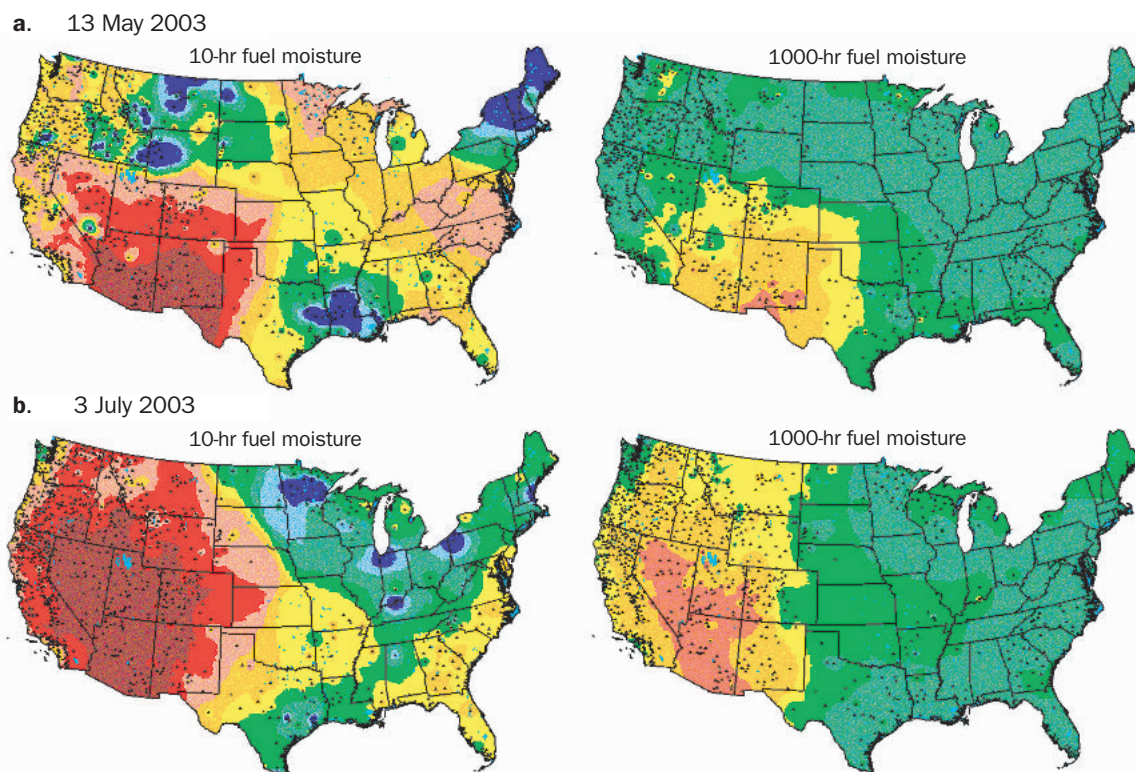 a. 13 May 2003
10-hr fuel moisture
1000-hr fuel moisture
b. 3 July 2003
10-hr fuel moisture
1000-hr fuel moisture